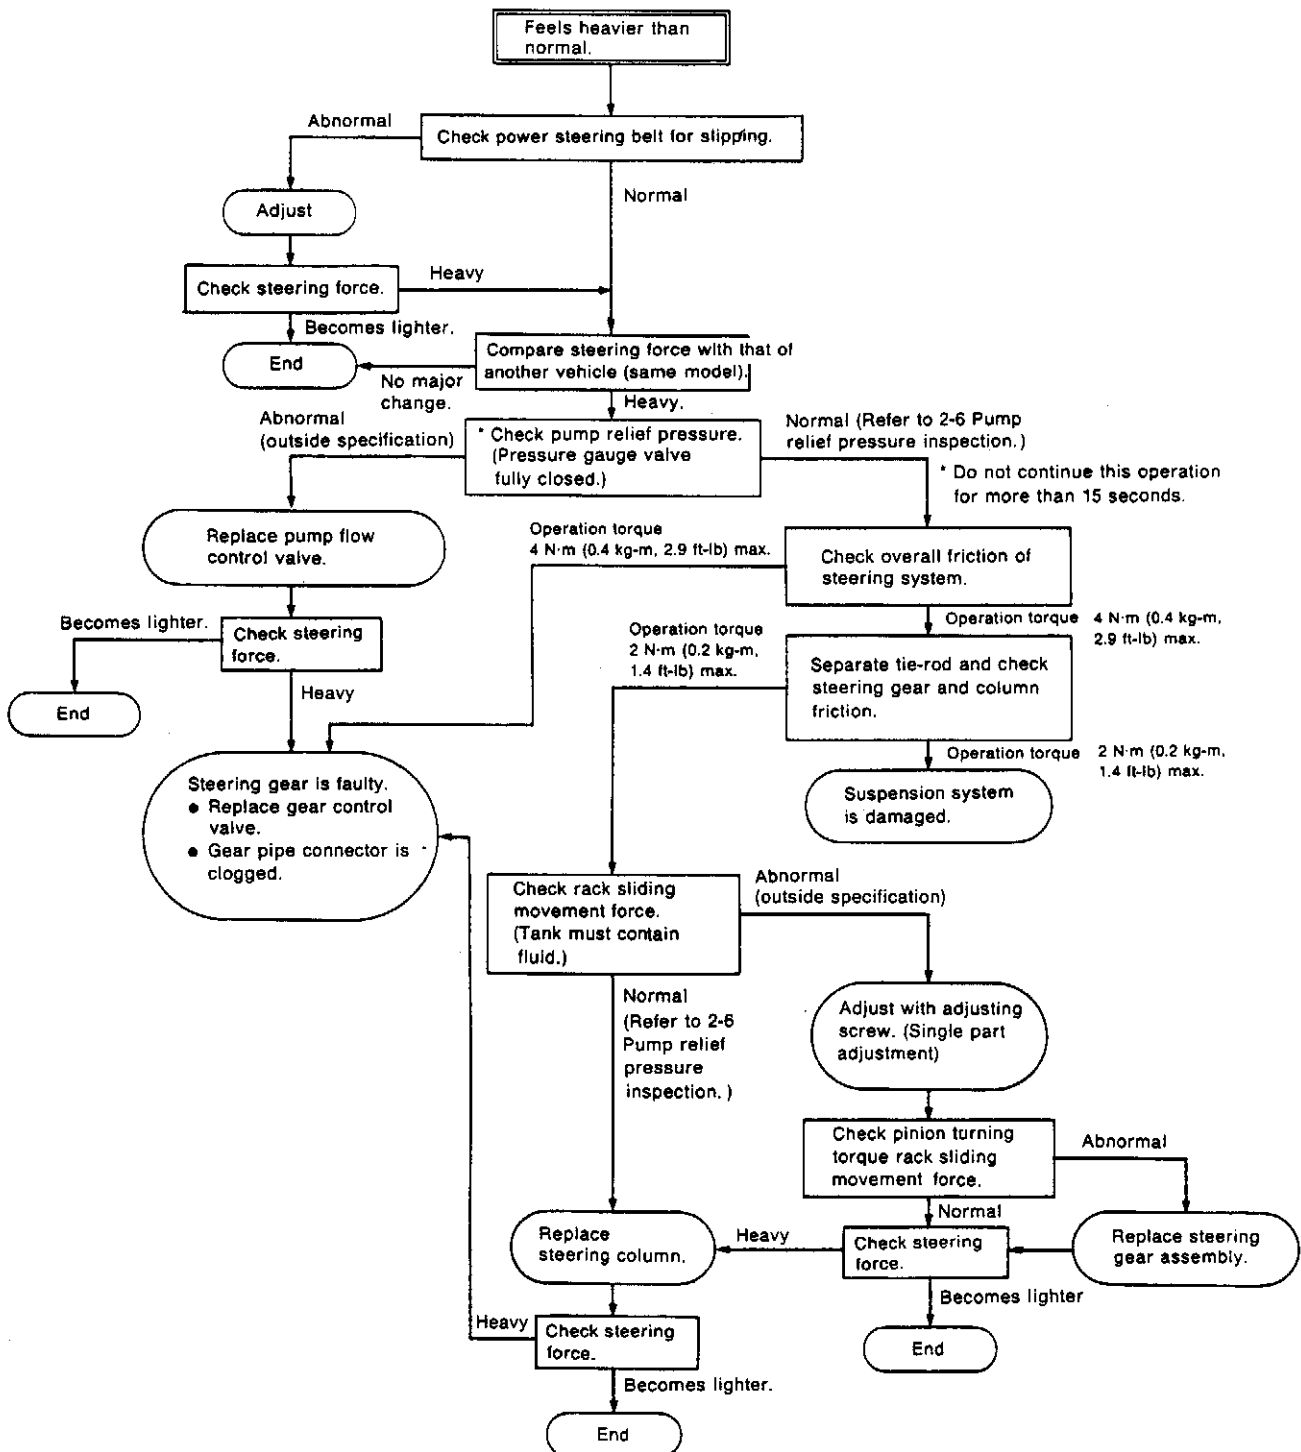 Feels heavier than
normal.
Abnormal
Check power steering belt for slipping.
Normal
Adjust
Check steering force.
Heavy
Becomes lighter.
End
Compare steering force with that of
another vehicle (same model).
No major
change.
Heavy.
Abnormal
(outside specification)
* Check pump relief pressure.
(Pressure gauge valve
fully closed.)
Normal (Refer to 2-6 Pump
relief pressure inspection.)
* Do not continue this operation
for more than 15 seconds.
Replace pump flow
control valve.
Operation torque
4 N·m (0.4 kg-m, 2.9 ft-lb) max.
Check overall friction of
steering system.
Becomes lighter.
Check steering
force.
Operation torque
2 N·m (0.2 kg-m,
1.4 ft-lb) max.
Operation torque 4 N·m (0.4 kg-m,
2.9 ft-lb) max.
Separate tie-rod and check
steering gear and column
friction.
End
Heavy
Operation torque 2 N·m (0.2 kg-m,
1.4 ft-lb) max.
Steering gear is faulty.
● Replace gear control
valve.
● Gear pipe connector is
clogged.
Suspension system
is damaged.
Check rack sliding
movement force.
(Tank must contain
fluid.)
Abnormal
(outside specification)
Normal
(Refer to 2-6
Pump relief
pressure
inspection. )
Adjust with adjusting
screw. (Single part
adjustment)
Check pinion turning
torque rack sliding
movement force.
Abnormal
Normal
Replace
steering column.
Heavy
Check steering
force.
Replace steering
gear assembly.
Becomes lighter
Heavy
Check steering
force.
End
Becomes lighter.
End